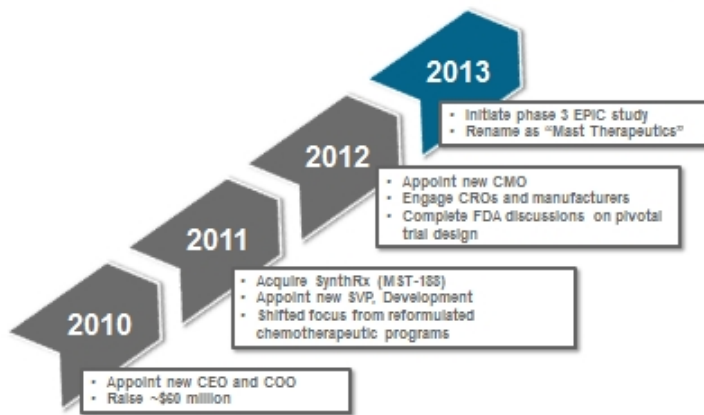 2013
• Initiate phase 3 EPIC study
• Rename as “Mast Therapeutics”
2012
• Appoint new CMO
• Engage CROs and manufacturers
• Complete FDA discussions on pivotal
trial design
2011
• Acquire SynthRx (MST-188)
• Appoint new SVP, Development
• Shifted focus from reformulated
chemotherapeutic programs
2010
• Appoint new CEO and COO
• Raise ~$60 million